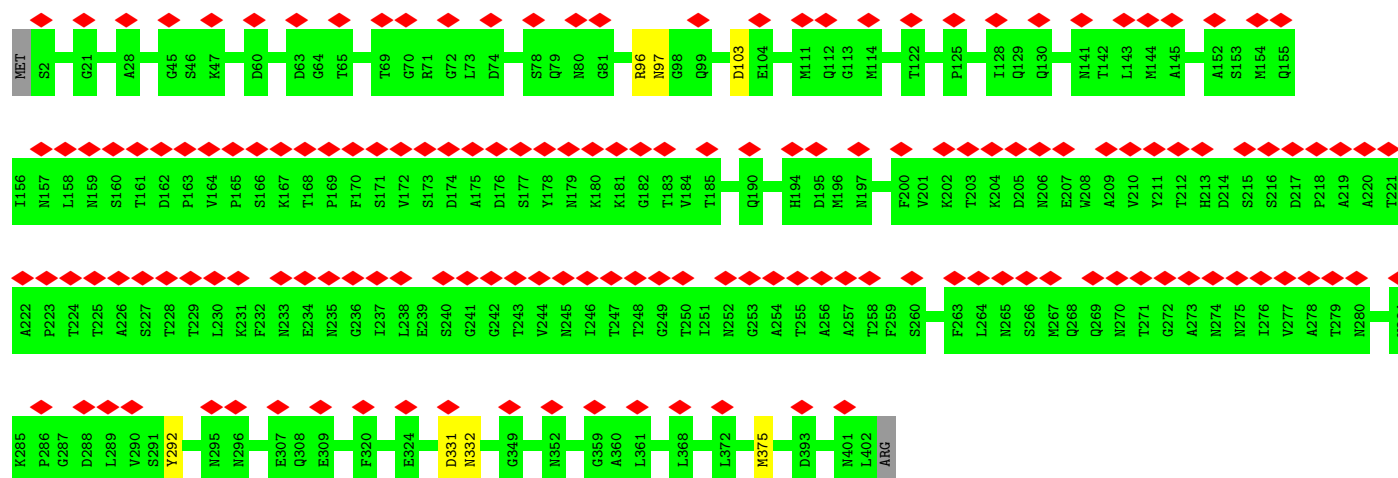 MET S2 G21 A28 G45 S46 K47 D60 D63 G64 T65 T69 G70 R71 G72 L73 D74 S78 Q79 N80 G81 R96 N97 G98 Q99 D103 E104 M111 Q112 G113 M114 T122 P125 I128 Q129 Q130 N141 T142 L143 M144 A145 A152 S153 M154 Q155
I156 N157 L158 N159 S160 T161 D162 P163 V164 P165 S166 K167 T168 P169 F170 S171 V172 S173 D174 A175 D176 S177 Y178 N179 K180 K181 G182 T183 V184 T185 Q190 H194 D195 M196 N197 F200 V201 K202 T203 K204 D205 N206 E207 W208 A209 V210 Y211 T212 H213 D214 S215 S216 D217 P218 A219 A220 T221
A222 P223 T224 T225 A226 S227 T228 T229 L230 K231 F232 N233 E234 N235 G236 I237 L238 E239 S240 G241 G242 T243 V244 N245 I246 T247 T248 G249 T250 I251 N252 G253 A254 T255 A256 A257 T258 F259 S260 F263 L264 N265 S266 M267 Q268 Q269 N270 T271 G272 A273 N274 N275 I276 V277 A278 T279 N280
K285 P286 G287 D288 L289 V290 S291 Y292 N295 N296 E307 Q308 E309 F320 E324 D331 N332 G349 N352 G359 A360 L361 L368 L372 M375 D393 N401 L402 ARG